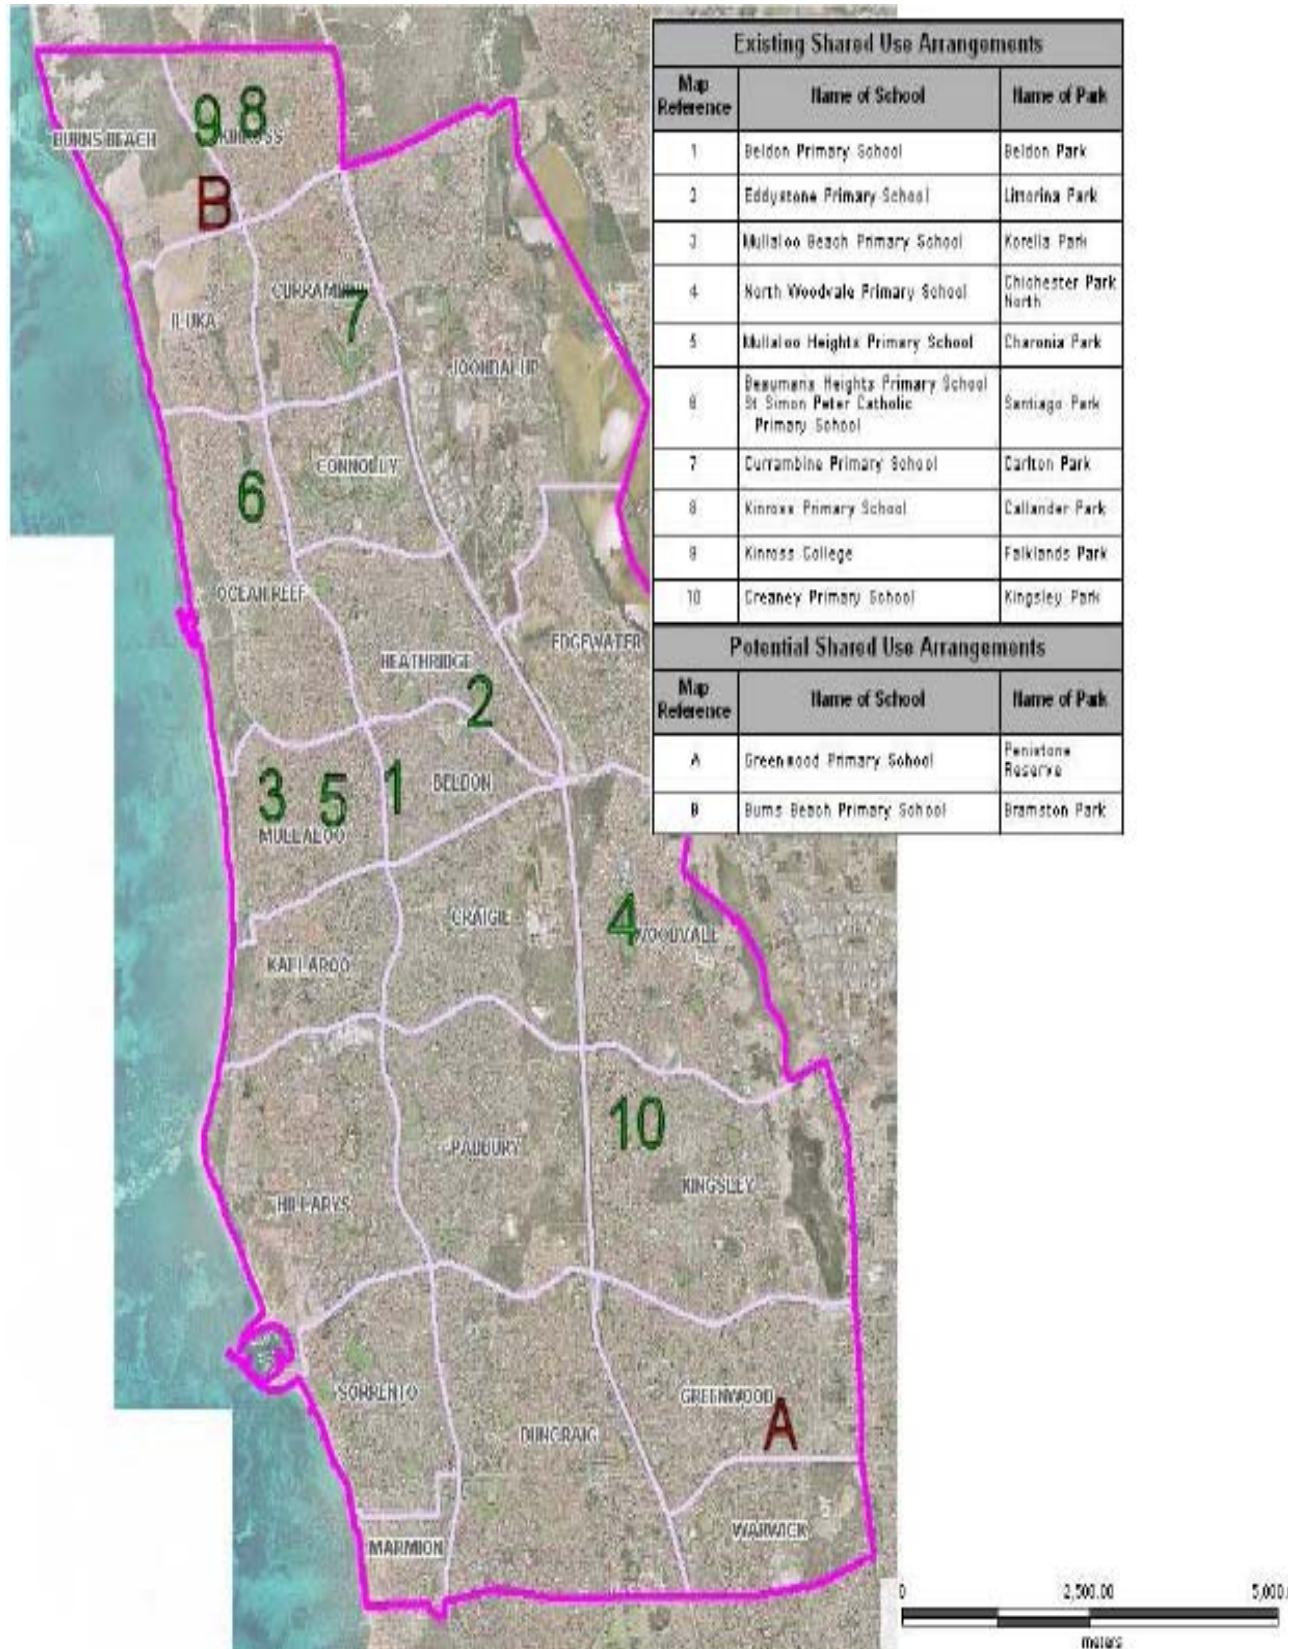 Existing Shared Use Arrangements
Map Reference Name of School Name of Park
1 Beldon Primary School Beldon Park
2 Eddystone Primary School Littorina Park
3 Mullaloo Beach Primary School Korella Park
4 North Woodvale Primary School Chichester Park North
5 Mullaloo Heights Primary School Charonia Park
6 Beaumaris Heights Primary School
St Simon Peter Catholic
Primary School Santiago Park
7 Currambine Primary School Carlton Park
8 Kinross Primary School Callander Park
9 Kinross College Falklands Park
10 Creaney Primary School Kingsley Park
Potential Shared Use Arrangements
Map Reference Name of School Name of Park
A Greenwood Primary School Penistone Reserve
B Burns Beach Primary School Bramston Park
9 8
BURNS BEACH KINROSS
B
CURRAMBINE
7
ILUKA
JOONDALUP
CONNOLLY
6
OCEAN REEF
EDGEWATER
HEATHRIDGE
2
3 5 1 BELDON
MULLALOO
CRAIGIE
4 WOODVALE
KALLAROO
10
PADBURY
KINGSLEY
HILLARYS
SORRENTO
GREENWOOD
A
DUNCRAIG
WARWICK
MARMION
0 2,500.00 5,000.
meters